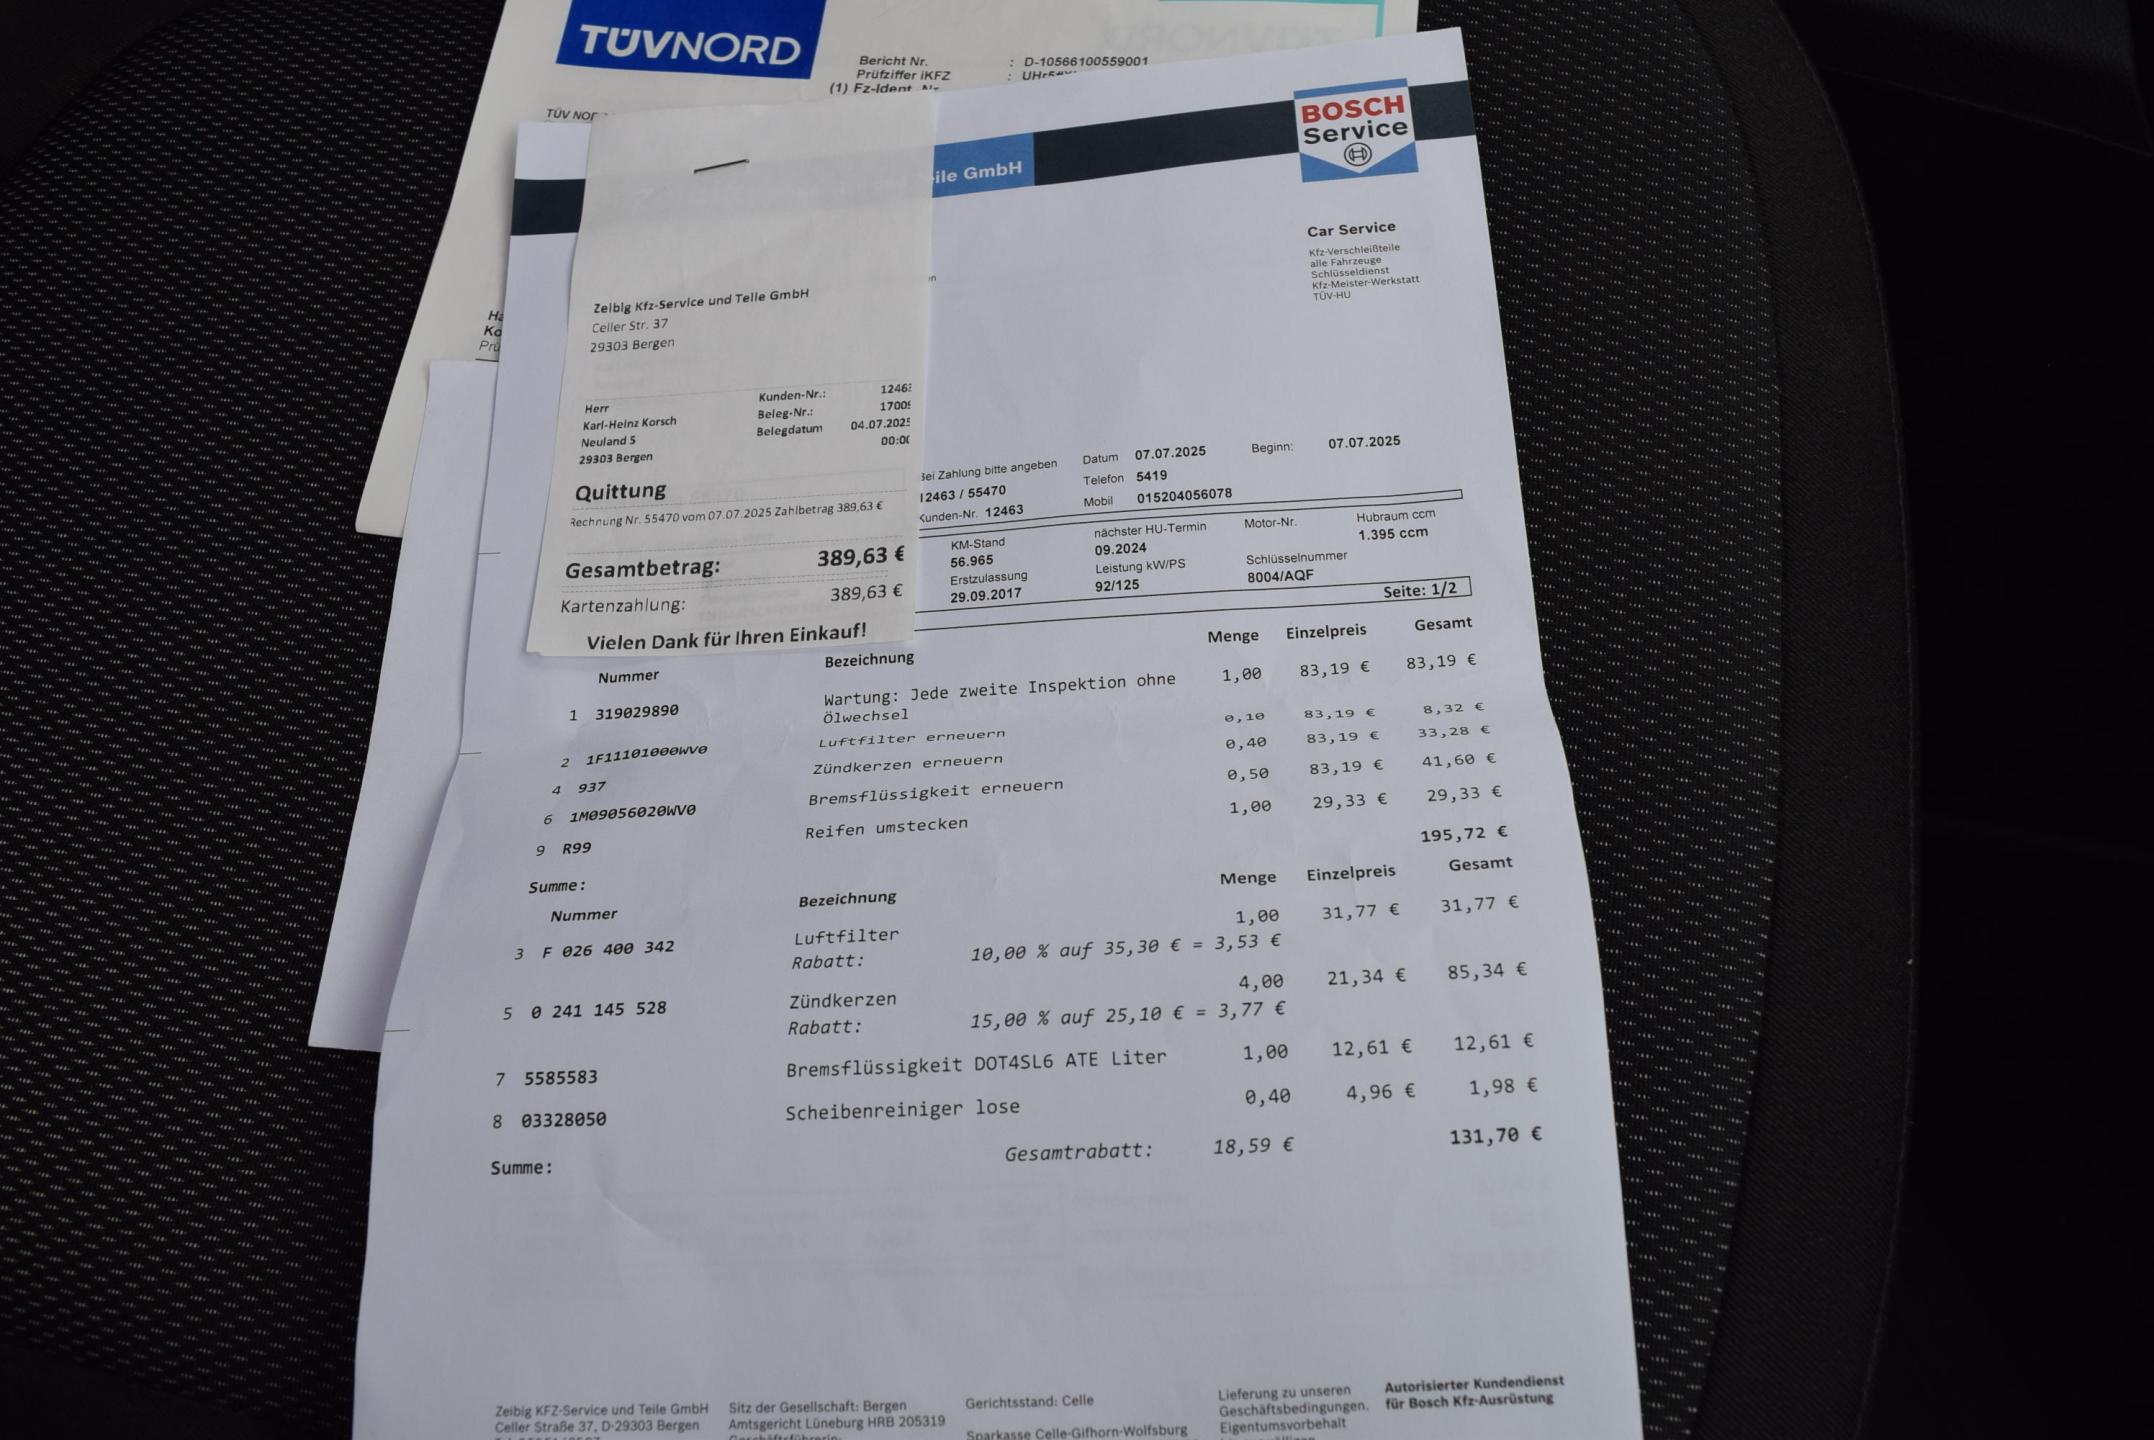 TÜVNORD
Bericht Nr. : D-10566100559001
Prüfziffer iKFZ :
(1) Fz-Ident.
BOSCH
Service
GmbH
Car Service
Kfz-Verschleißteile
alle Fahrzeuge
Schlüsseldienst
Kfz-Meister-Werkstatt
TÜV-HU
Zeibig Kfz-Service und Teile GmbH
Celler Str. 37
29303 Bergen
Kunden-Nr.: 1246
Herr
Beleg-Nr.: 1700
Karl-Heinz Korsch
Belegdatum 04.07.202
Neuland 5
00:0
29303 Bergen
Quittung
Rechnung Nr. 55470 vom 07.07.2025 Zahlbetrag 389,63 €
Gesamtbetrag: 389,63 €
Kartenzahlung: 389,63 €
Vielen Dank für Ihren Einkauf!
Bei Zahlung bitte angeben Datum 07.07.2025 Beginn: 07.07.2025
12463 / 55470 Telefon 5419
Kunden-Nr. 12463 Mobil 015204056078
KM-Stand nächster HU-Termin Motor-Nr. Hubraum ccm
56.965 09.2024 1.395 ccm
Erstzulassung Leistung kW/PS Schlüsselnummer
29.09.2017 92/125 8004/AQF
Seite: 1/2
Nummer Bezeichnung Menge Einzelpreis Gesamt
1 319029890 Wartung: Jede zweite Inspektion ohne 1,00 83,19 € 83,19 €
Ölwechsel
2 1F11101000WV0 Luftfilter erneuern 0,10 83,19 € 8,32 €
4 937 Zündkerzen erneuern 0,40 83,19 € 33,28 €
6 1M09056020WV0 Bremsflüssigkeit erneuern 0,50 83,19 € 41,60 €
9 R99 Reifen umstecken 1,00 29,33 € 29,33 €
Summe: 195,72 €
Nummer Bezeichnung Menge Einzelpreis Gesamt
3 F 026 400 342 Luftfilter 1,00 31,77 € 31,77 €
Rabatt: 10,00 % auf 35,30 € = 3,53 €
5 0 241 145 528 Zündkerzen 4,00 21,34 € 85,34 €
Rabatt: 15,00 % auf 25,10 € = 3,77 €
7 5585583 Bremsflüssigkeit DOT4SL6 ATE Liter 1,00 12,61 € 12,61 €
8 03328050 Scheibenreiniger lose 0,40 4,96 € 1,98 €
Summe: Gesamtrabatt: 18,59 € 131,70 €
Zeibig KFZ-Service und Teile GmbH
Celler Straße 37, D-29303 Bergen
Sitz der Gesellschaft: Bergen
Amtsgericht Lüneburg HRB 205319
Gerichtsstand: Celle
Sparkasse Celle-Gifhorn-Wolfsburg
Lieferung zu unseren
Geschäftsbedingungen.
Eigentumsvorbehalt
Autorisierter Kundendienst
für Bosch Kfz-Ausrüstung